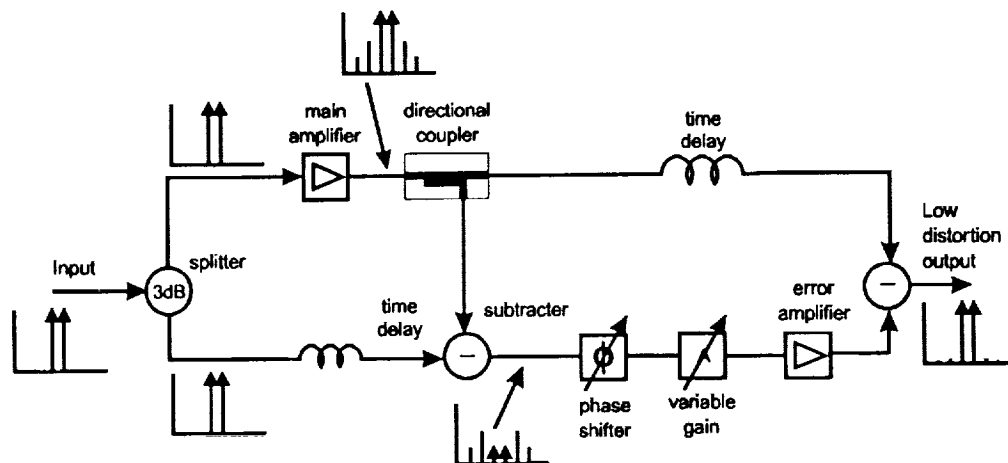 main
amplifier
directional
coupler
time
delay
Low
distortion
output
Input
splitter
3dB
time
delay
subtracter
error
amplifier
ϕ
phase
shifter
variable
gain